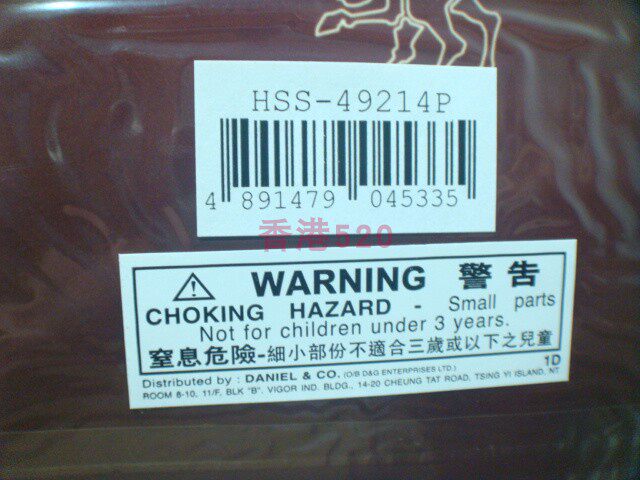 HSS-49214P
4 891479 045335
香港520
WARNING 警告
CHOKING HAZARD - Small parts
Not for children under 3 years.
窒息危險-細小部份不適合三歲或以下之兒童
1D
Distributed by : DANIEL & CO. (O/B D&G ENTERPRISES LTD.)
ROOM 8-10, 11/F, BLK "B", VIGOR IND. BLDG., 14-20 CHEUNG TAT ROAD, TSING YI ISLAND, NT